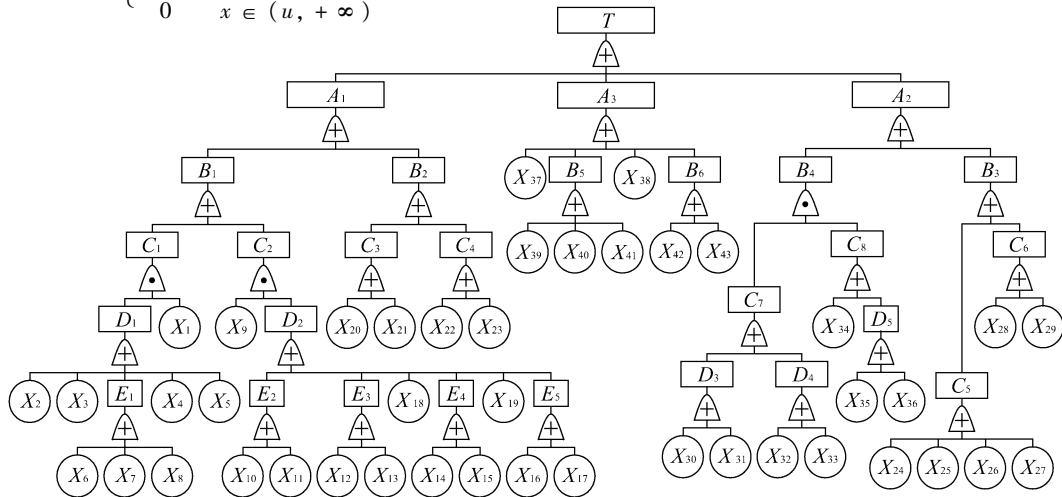 0 x ∈ (u, + ∞)
T
A1 A3 A2
B1 B2 X37 B5 X38 B6 B4 B3
C1 C2 C3 C4 X39 X40 X41 X42 X43 C8 C6
C7
D1 X1 X9 D2 X20 X21 X22 X23 X34 D5 X28 X29
D3 D4
X2 X3 E1 X4 X5 E2 E3 X18 E4 X19 E5 X35 X36 C5
X30 X31 X32 X33
X6 X7 X8 X10 X11 X12 X13 X14 X15 X16 X17 X24 X25 X26 X27